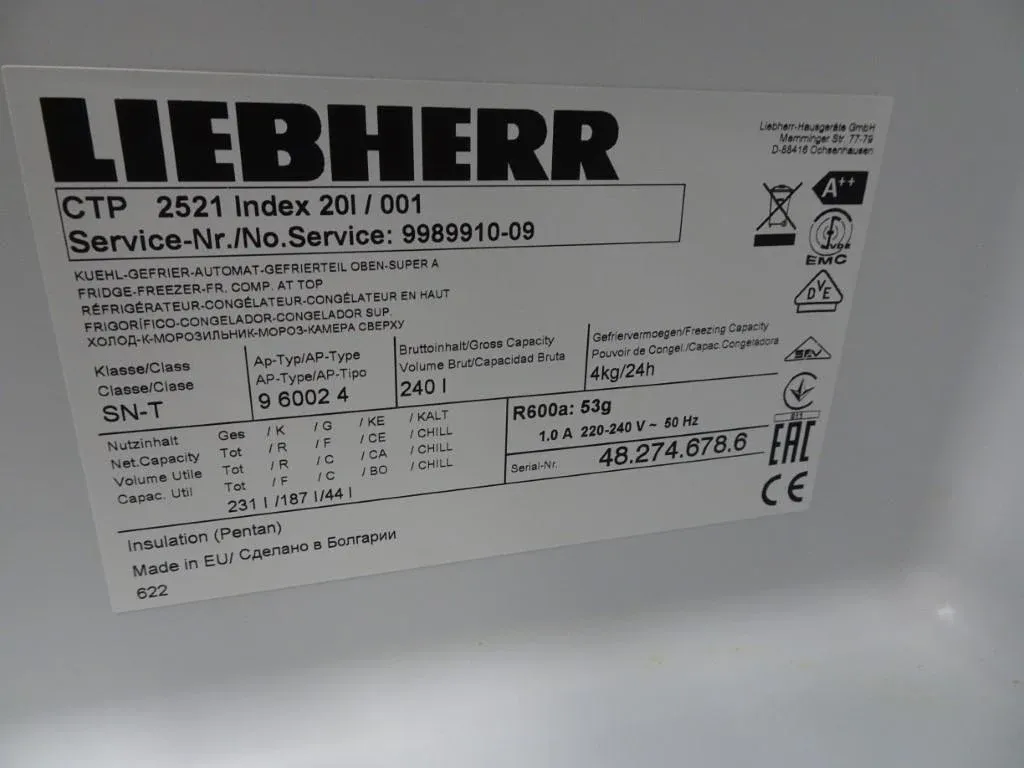 LIEBHERR
Liebherr-Hausgeräte GmbH
Memminger Str. 77-79
D-88416 Ochsenhausen
CTP 2521 Index 20I / 001
Service-Nr./No.Service: 9989910-09
A++
VDE
EMC
DVE
KUEHL-GEFRIER-AUTOMAT-GEFRIERTEIL OBEN-SUPER A
FRIDGE-FREEZER-FR. COMP. AT TOP
RÉFRIGÉRATEUR-CONGÉLATEUR-CONGÉLATEUR EN HAUT
FRIGORÍFICO-CONGELADOR-CONGELADOR SUP.
ХОЛОД-К-МОРОЗИЛЬНИК-МОРОЗ-КАМЕРА СВЕРХУ
Klasse/Class
Classe/Clase
SN-T
Ap-Typ/AP-Type
AP-Type/AP-Tipo
9 6002 4
Bruttoinhalt/Gross Capacity
Volume Brut/Capacidad Bruta
240 l
Gefriervermoegen/Freezing Capacity
Pouvoir de Congel./Capac.Congeladora
4kg/24h
Nutzinhalt Ges / K / G / KE / KALT
Net.Capacity Tot / R / F / CE / CHILL
Volume Utile Tot / R / C / CA / CHILL
Capac. Util Tot / F / C / BO / CHILL
231 l /187 l/44 l
R600a: 53g
1.0 A 220-240 V ~ 50 Hz
Serial-Nr. 48.274.678.6
EAC
CE
Insulation (Pentan)
Made in EU/ Сделано в Болгарии
622